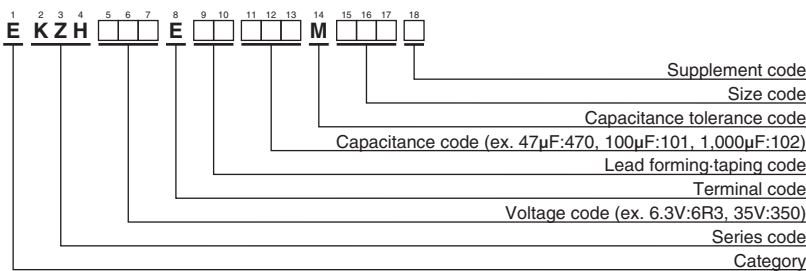 1 2 3 4 5 6 7 8 9 10 11 12 13 14 15 16 17 18
E K Z H □□□ E □□ □□□ M □□□ □
Supplement code
Size code
Capacitance tolerance code
Capacitance code (ex. 47µF:470, 100µF:101, 1,000µF:102)
Lead forming·taping code
Terminal code
Voltage code (ex. 6.3V:6R3, 35V:350)
Series code
Category